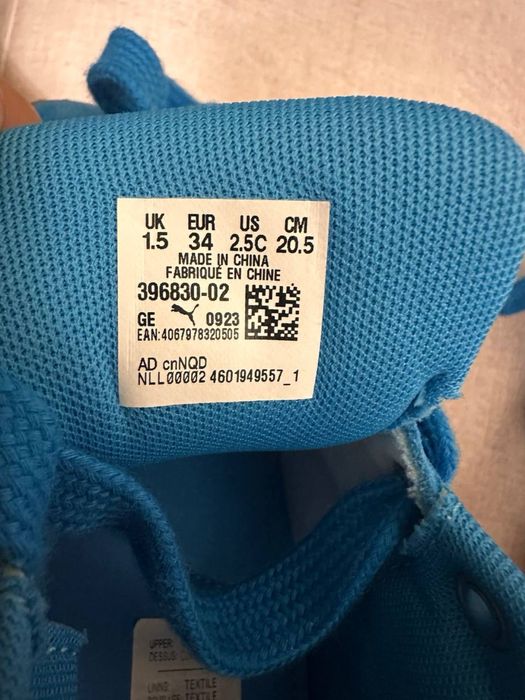 UK EUR US CM
1.5 34 2.5C 20.5
MADE IN CHINA
FABRIQUÉ EN CHINE
396830-02
GE 0923
EAN:4067978320505
AD cnNQD
NLL00002 4601949557_1
UPPER:
DESSUS:
LINING: TEXTILE
TEXTILE